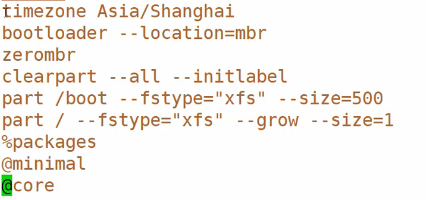 timezone Asia/Shanghai
bootloader --location=mbr
zerombr
clearpart --all --initlabel
part /boot --fstype="xfs" --size=500
part / --fstype="xfs" --grow --size=1
%packages
@minimal
@core